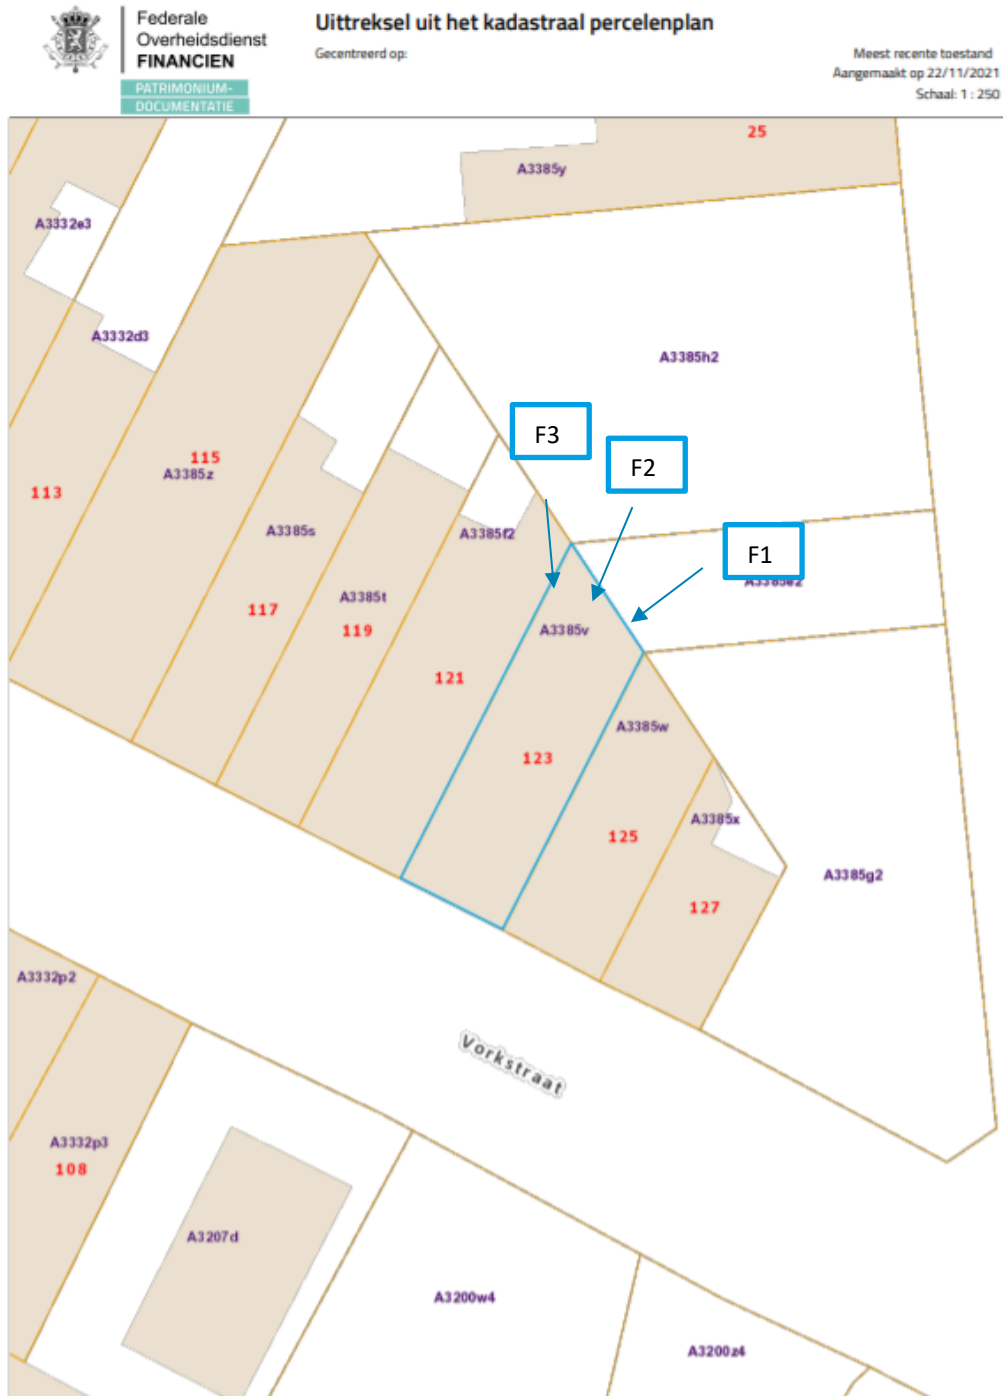 Federale
Overheidsdienst
FINANCIEN
PATRIMONIUM-
DOCUMENTATIE
Uittreksel uit het kadastraal percelenplan
Gecentreerd op:
Meest recente toestand
Aangemaakt op 22/11/2021
Schaal: 1 : 250
25
A3385y
A3332e3
A3332d3
A3385h2
F3
F2
F1
115
A3385z
113
A3385s
A3385f2
A3385e2
A3385t
117
119
A3385v
121
A3385w
123
A3385x
125
A3385g2
127
A3332p2
Vorkstraat
A3332p3
108
A3207d
A3200w4
A3200z4